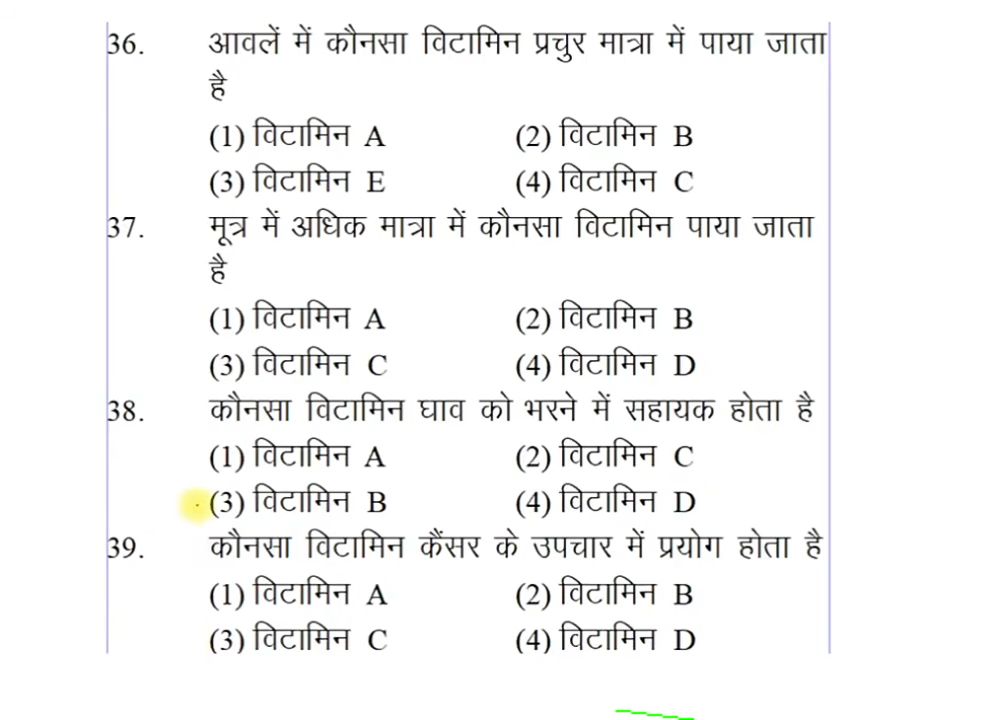 36. आवलें में कौनसा विटामिन प्रचुर मात्रा में पाया जाता
है
(1) विटामिन A (2) विटामिन B
(3) विटामिन E (4) विटामिन C
37. मूत्र में अधिक मात्रा में कौनसा विटामिन पाया जाता
है
(1) विटामिन A (2) विटामिन B
(3) विटामिन C (4) विटामिन D
38. कौनसा विटामिन घाव को भरने में सहायक होता है
(1) विटामिन A (2) विटामिन C
(3) विटामिन B (4) विटामिन D
39. कौनसा विटामिन कैंसर के उपचार में प्रयोग होता है
(1) विटामिन A (2) विटामिन B
(3) विटामिन C (4) विटामिन D